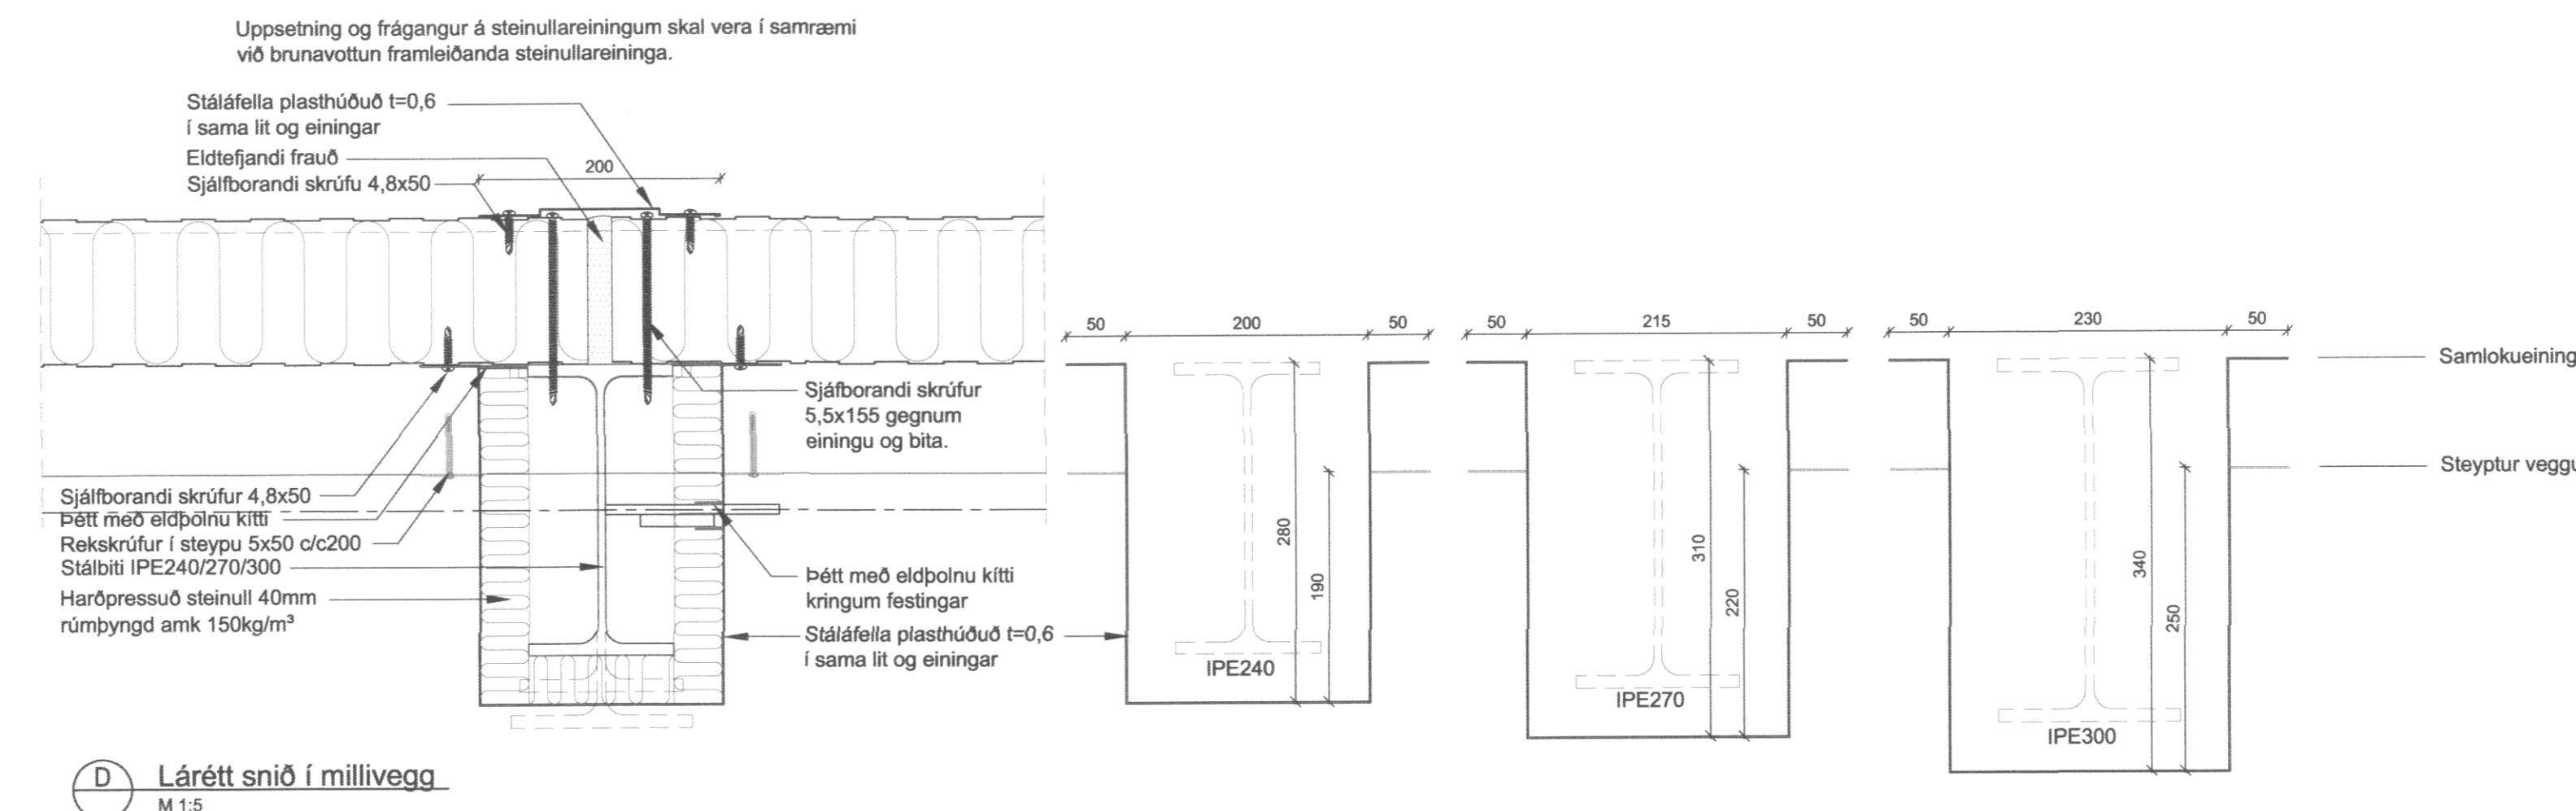 Uppsetning og frágangur á steinullareiningum skal vera í samræmi
við brunavottun framleiðanda steinullareininga.
Stáláfella plasthúðuð t=0,6
í sama lit og einingar
Eldtefjandi frauð
Sjálfborandi skrúfu 4,8x50
200
Sjáfborandi skrúfur
5,5x155 gegnum
einingu og bita.
Sjálfborandi skrúfur 4,8x50
Þétt með eldþolnu kítti
Rekskrúfur í steypu 5x50 c/c200
Stálbiti IPE240/270/300
Harðpressuð steinull 40mm
rúmþyngd amk 150kg/m³
Þétt með eldþolnu kítti
kringum festingar
Stáláfella plasthúðuð t=0,6
í sama lit og einingar
50 200 50
280
190
IPE240
50 215 50
310
220
IPE270
50 230 50
340
250
IPE300
Samlokueining
Steyptur veggu
D Lárétt snið í millivegg
M 1:5